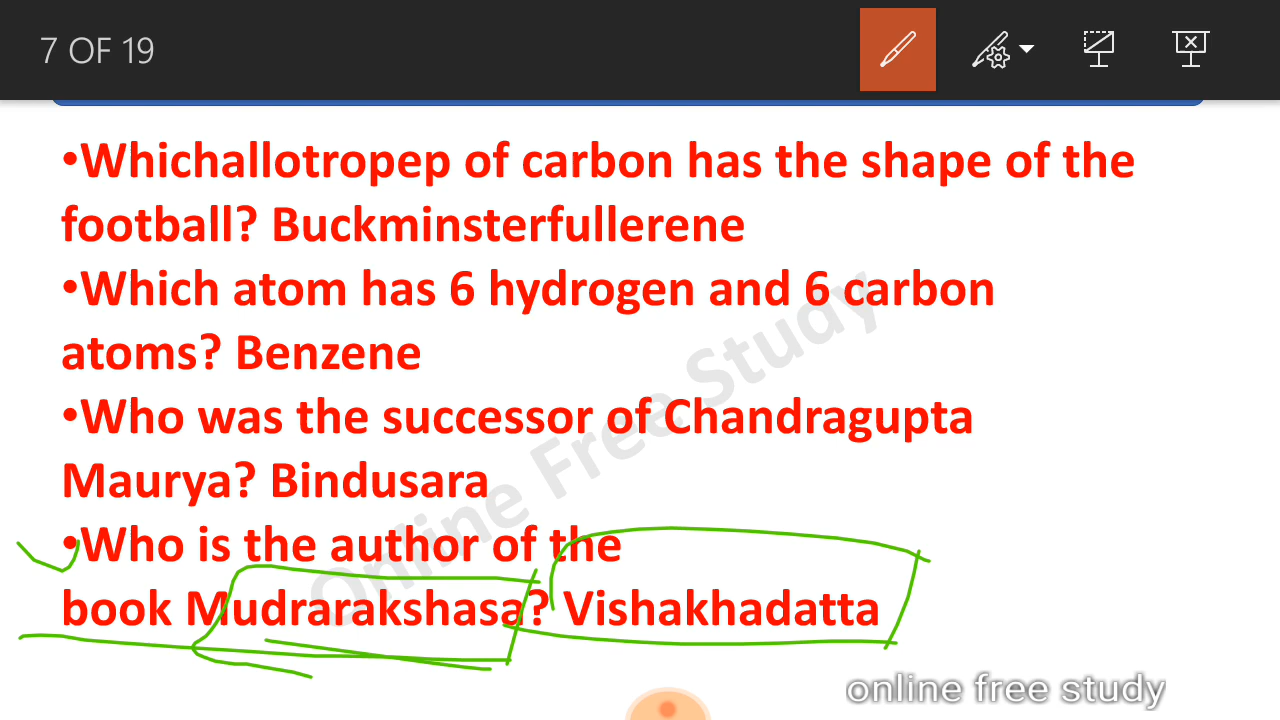 7 OF 19
•Whichallotropep of carbon has the shape of the
football? Buckminsterfullerene
•Which atom has 6 hydrogen and 6 carbon
atoms? Benzene
•Who was the successor of Chandragupta
Maurya? Bindusara
•Who is the author of the
book Mudrarakshasa? Vishakhadatta
Online Free Study
online free study